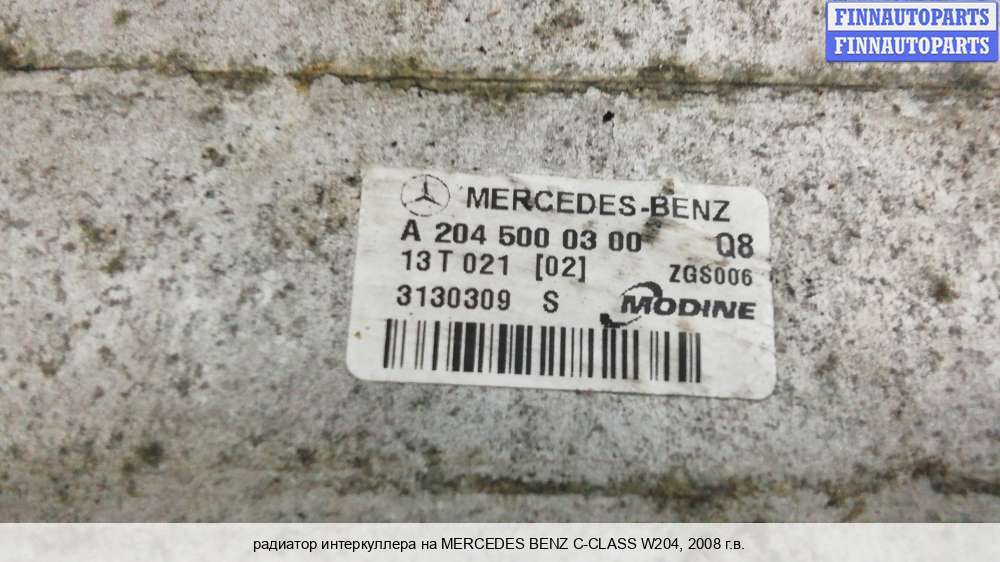 FINNAUTOPARTS
FINNAUTOPARTS
MERCEDES-BENZ
A 204 500 03 00 Q8
13 T 021 [02] ZGS006
3130309 S MODINE
радиатор интеркуллера на MERCEDES BENZ C-CLASS W204, 2008 г.в.